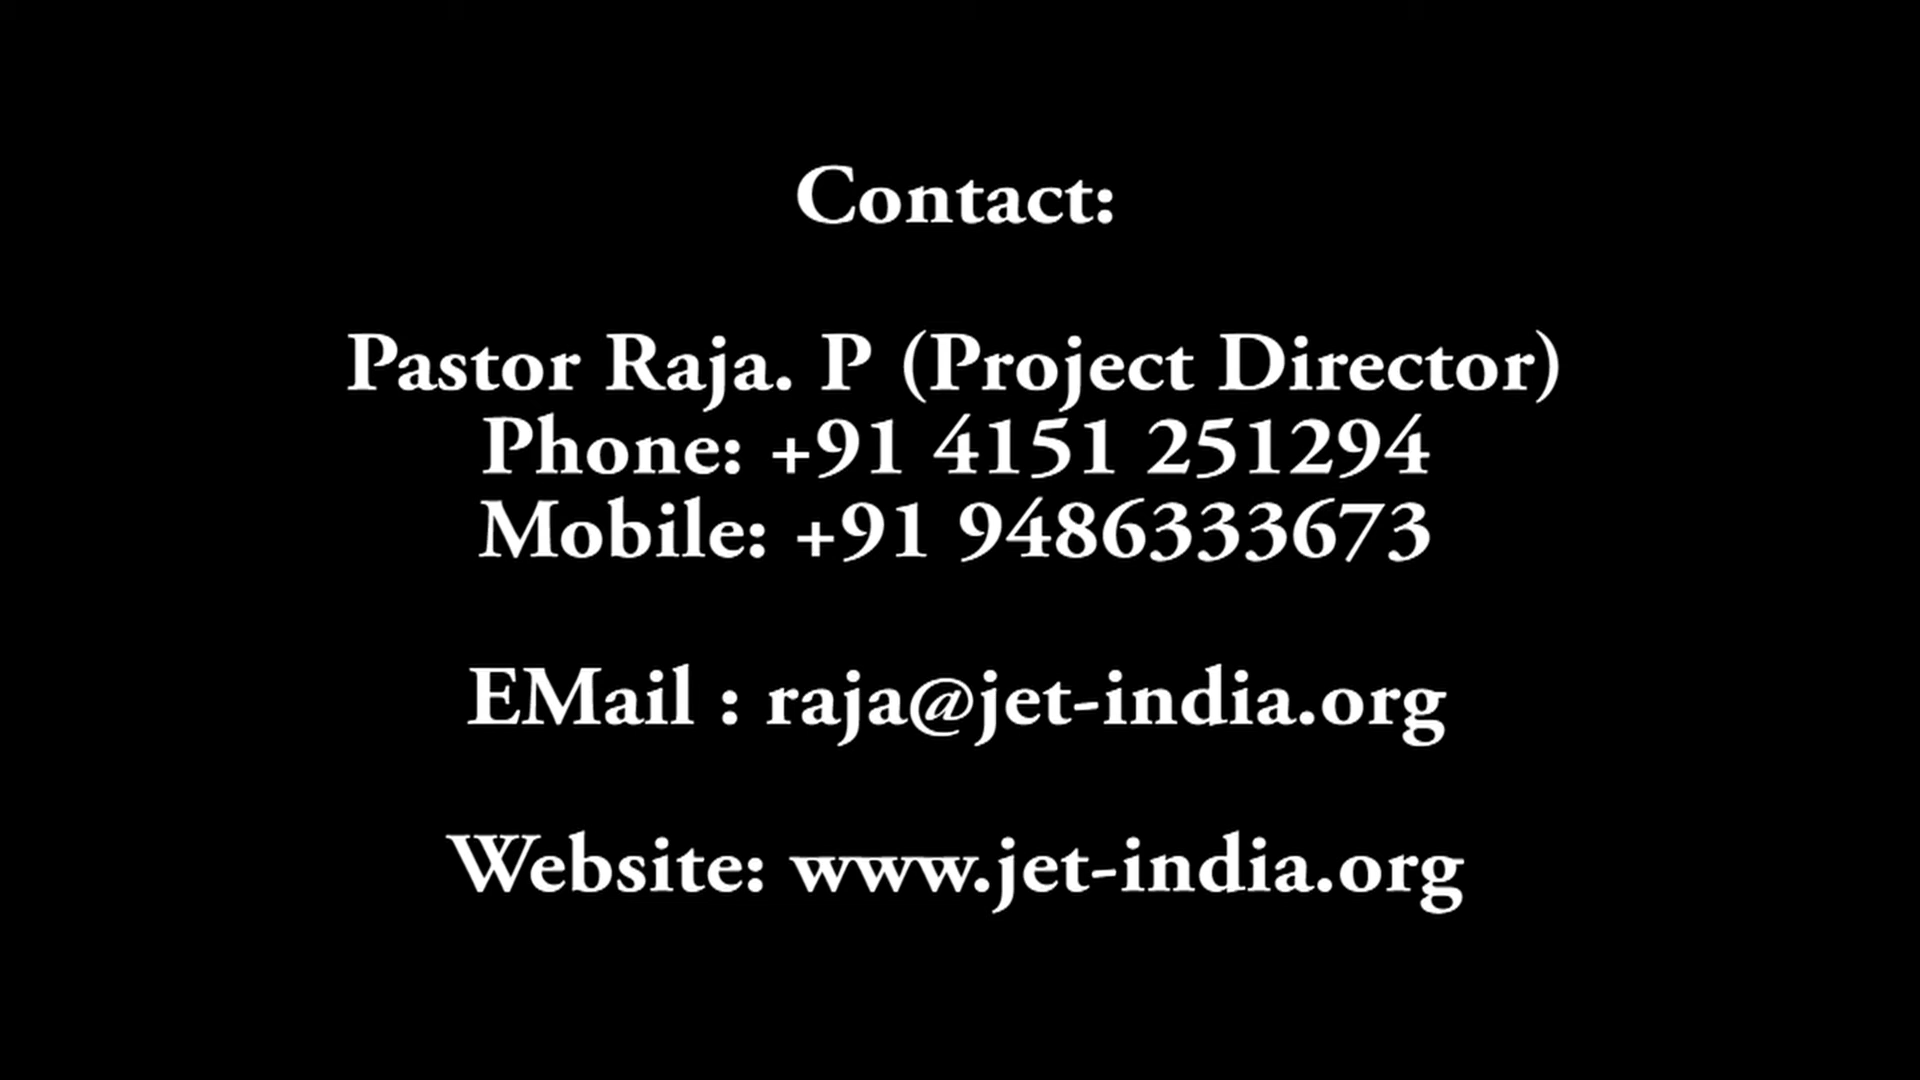 Contact:
Pastor Raja. P (Project Director)
Phone: +91 4151 251294
Mobile: +91 9486333673
EMail : raja@jet-india.org
Website: www.jet-india.org